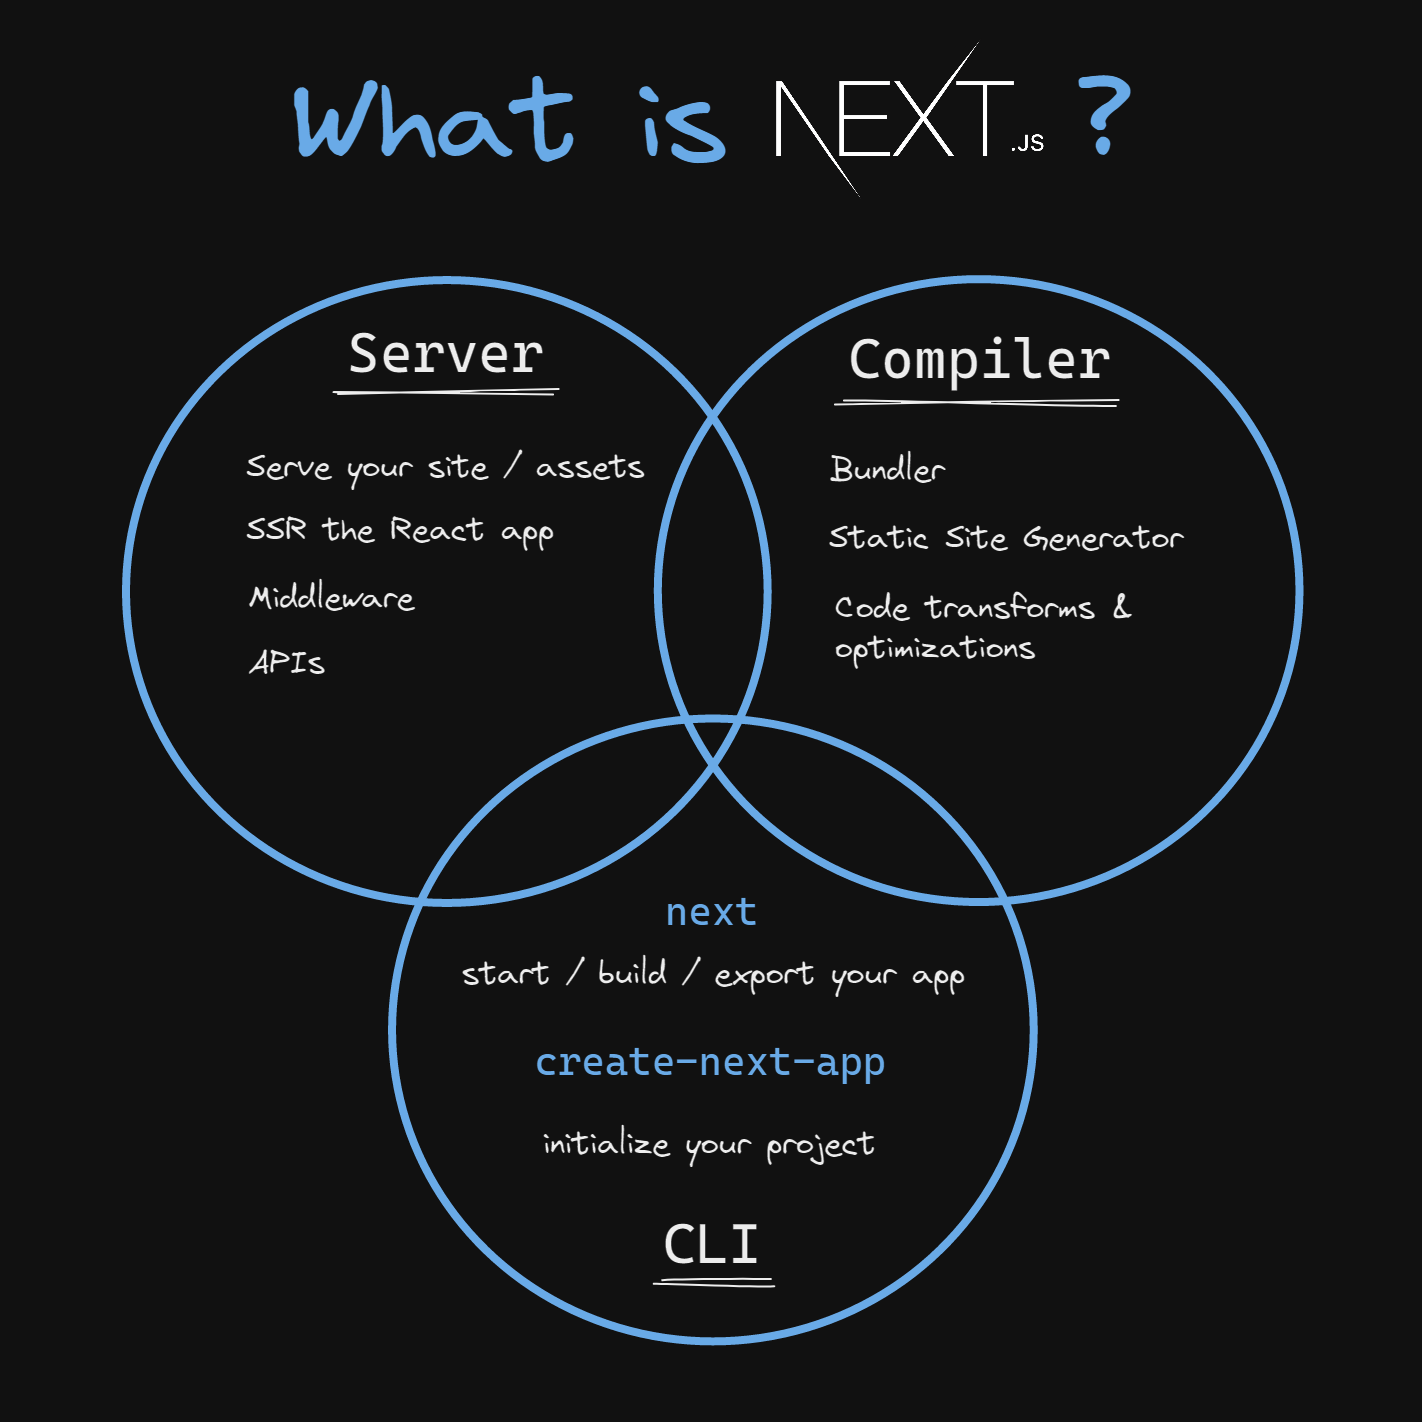 What is NEXT.JS ?
Server
Serve your site / assets
SSR the React app
Middleware
APIs
Compiler
Bundler
Static Site Generator
Code transforms &
optimizations
next
start / build / export your app
create-next-app
initialize your project
CLI